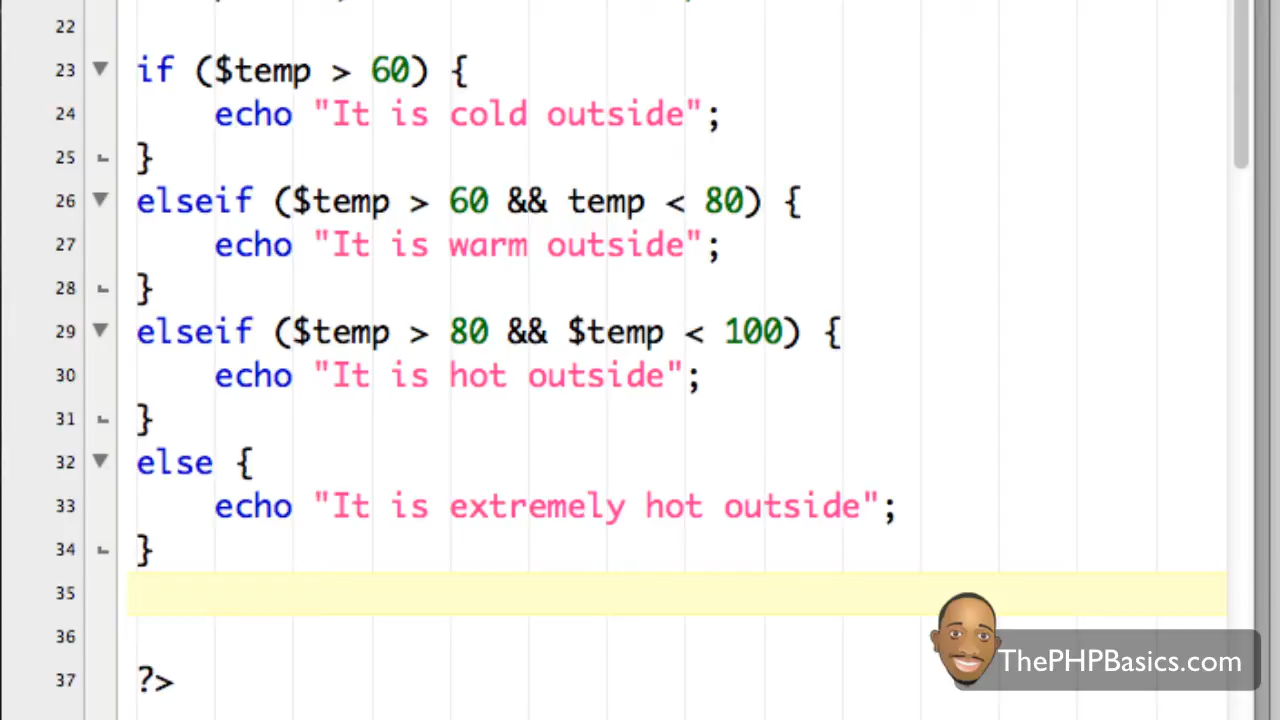 22
23 if ($temp > 60) {
24     echo "It is cold outside";
25 }
26 elseif ($temp > 60 && temp < 80) {
27     echo "It is warm outside";
28 }
29 elseif ($temp > 80 && $temp < 100) {
30     echo "It is hot outside";
31 }
32 else {
33     echo "It is extremely hot outside";
34 }
35
36
37 ?>
ThePHPBasics.com